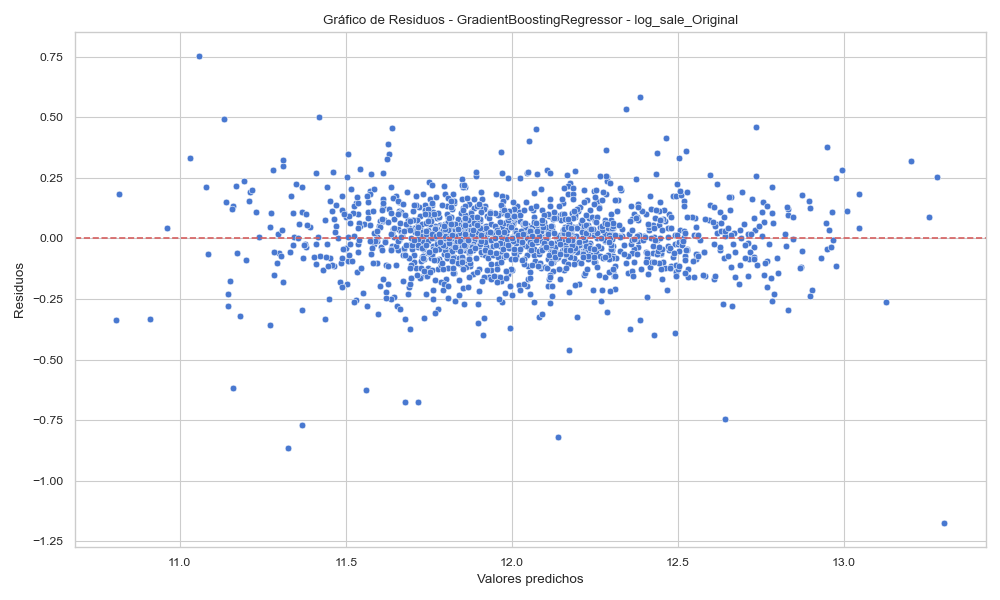 Gráfico de Residuos - GradientBoostingRegressor - log_sale_Original
0.75
0.50
0.25
0.00
−0.25
−0.50
−0.75
−1.00
−1.25
Residuos
11.0 11.5 12.0 12.5 13.0
Valores predichos